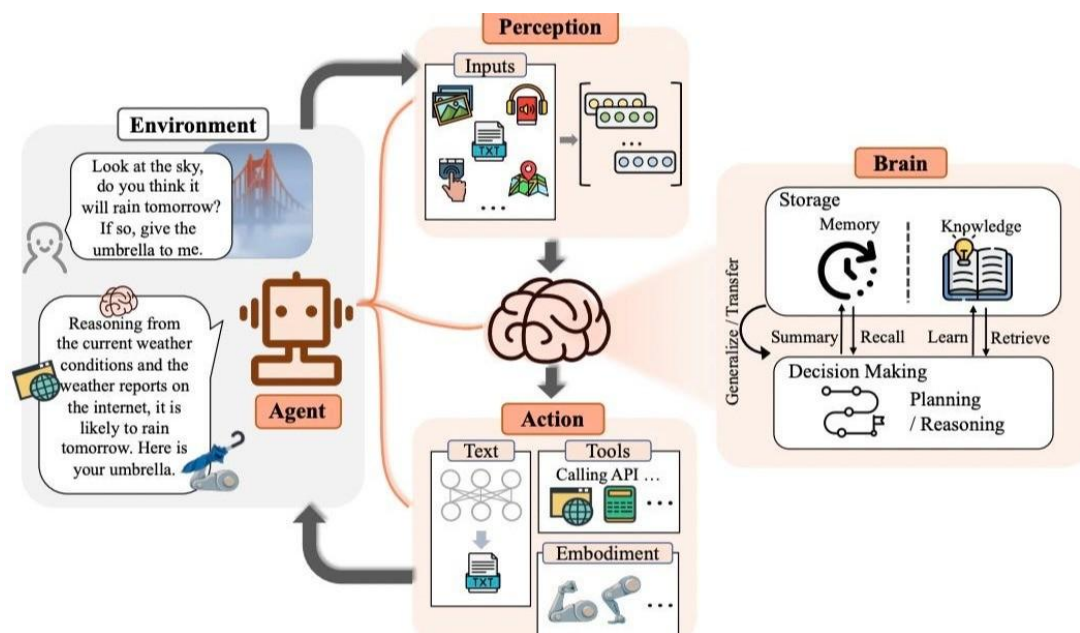 Perception
Inputs
TXT
...
...
Environment
Look at the sky,
do you think it
will rain tomorrow?
If so, give the
umbrella to me.
Reasoning from
the current weather
conditions and the
weather reports on
the internet, it is
likely to rain
tomorrow. Here is
your umbrella.
Agent
Brain
Storage
Memory
Knowledge
Generalize / Transfer
Summary
Recall
Learn
Retrieve
Decision Making
Planning
/ Reasoning
Action
Text
TXT
Tools
Calling API ...
...
Embodiment
...